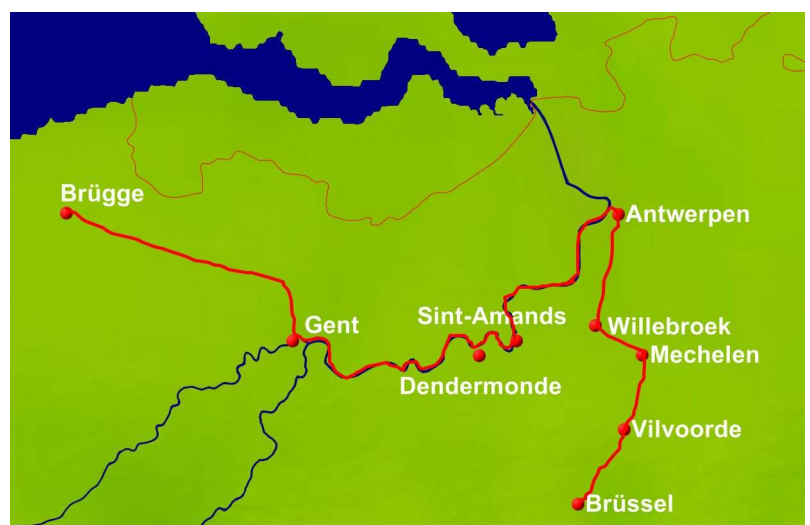 Brügge
Antwerpen
Gent
Sint-Amands
Willebroek
Mechelen
Dendermonde
Vilvoorde
Brüssel